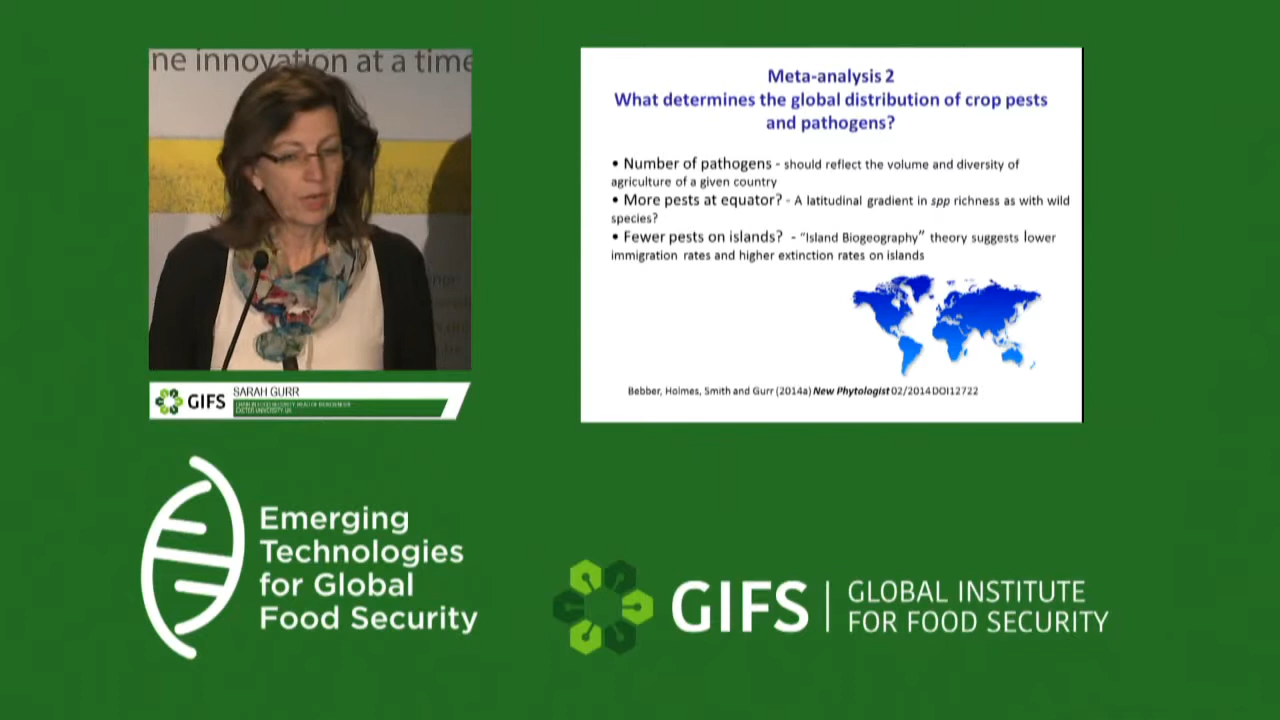 ne innovation at a time
Meta-analysis 2
What determines the global distribution of crop pests
and pathogens?
• Number of pathogens - should reflect the volume and diversity of
agriculture of a given country
• More pests at equator? - A latitudinal gradient in spp richness as with wild
species?
• Fewer pests on islands? - “Island Biogeography” theory suggests lower
immigration rates and higher extinction rates on islands
Bebber, Holmes, Smith and Gurr (2014a) New Phytologist 02/2014 DOI12722
GIFS
SARAH GURR
EXETER UNIVERSITY, UK
Emerging
Technologies
for Global
Food Security
GIFS
GLOBAL INSTITUTE
FOR FOOD SECURITY